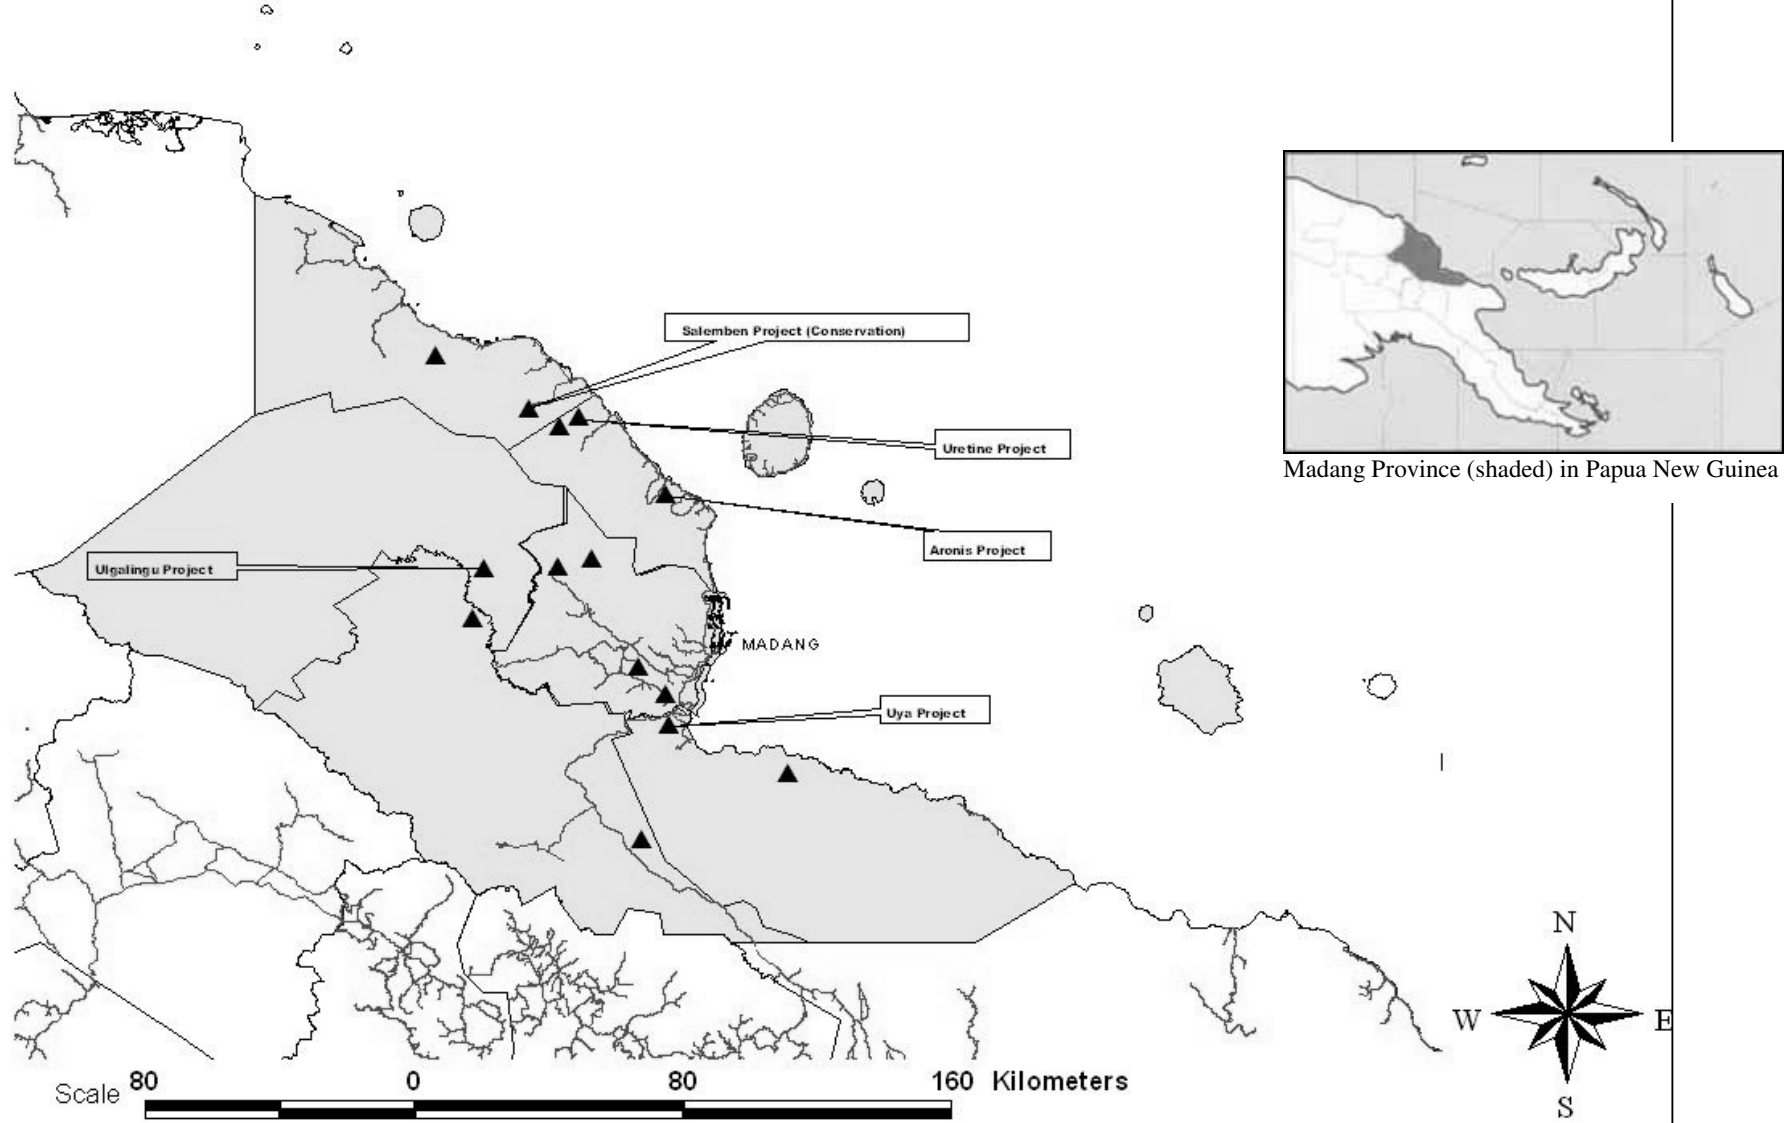 Salemben Project (Conservation)
Uretine Project
Madang Province (shaded) in Papua New Guinea
Aronis Project
Ulgalingu Project
MADANG
Uya Project
N
W E
S
Scale 80 0 80 160 Kilometers